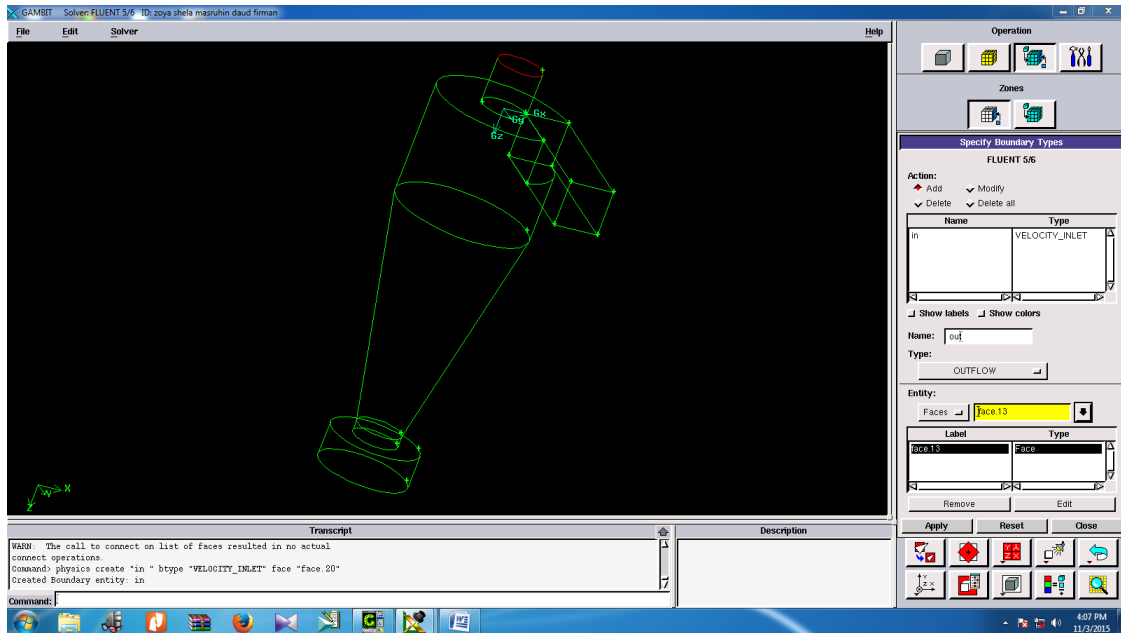 GAMBIT Solver: FLUENT 5/6 ID: zoya shela masruhin daud firman
File Edit Solver Help
Gx
Gy
Gz
X
Y
Z
Transcript
WARN: The call to connect on list of faces resulted in no actual
connect operations.
Command> physics create "in " btype "VELOCITY_INLET" face "face.20"
Created Boundary entity: in
Command:
Description
Operation
Zones
Specify Boundary Types
FLUENT 5/6
Action:
Add Modify
Delete Delete all
Name Type
in VELOCITY_INLET
Show labels Show colors
Name: out
Type:
OUTFLOW
Entity:
Faces face.13
Label Type
face.13 Face
Remove Edit
Apply Reset Close
4:07 PM
11/3/2015